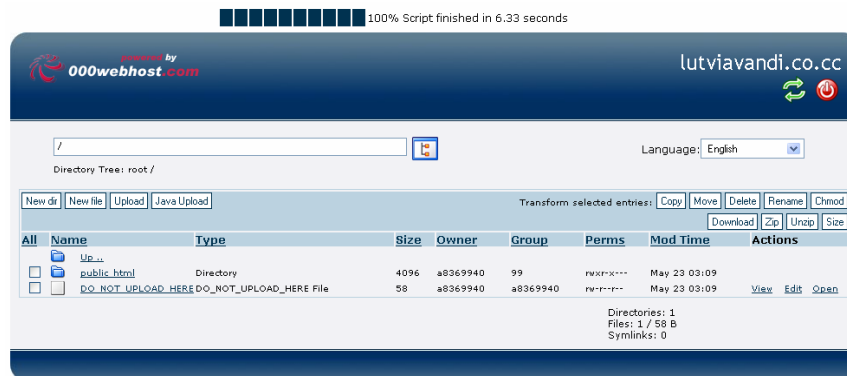 100% Script finished in 6.33 seconds
powered by
000webhost.com
lutviavandi.co.cc
/
Language: English
Directory Tree: root /
New dir New file Upload Java Upload Transform selected entries: Copy Move Delete Rename Chmod
Download Zip Unzip Size
All Name Type Size Owner Group Perms Mod Time Actions
Up ..
public_html Directory 4096 a8369940 99 rwxr-x--- May 23 03:09
DO_NOT_UPLOAD_HERE DO_NOT_UPLOAD_HERE File 58 a8369940 a8369940 rw-r--r-- May 23 03:09 View Edit Open
Directories: 1
Files: 1 / 58 B
Symlinks: 0